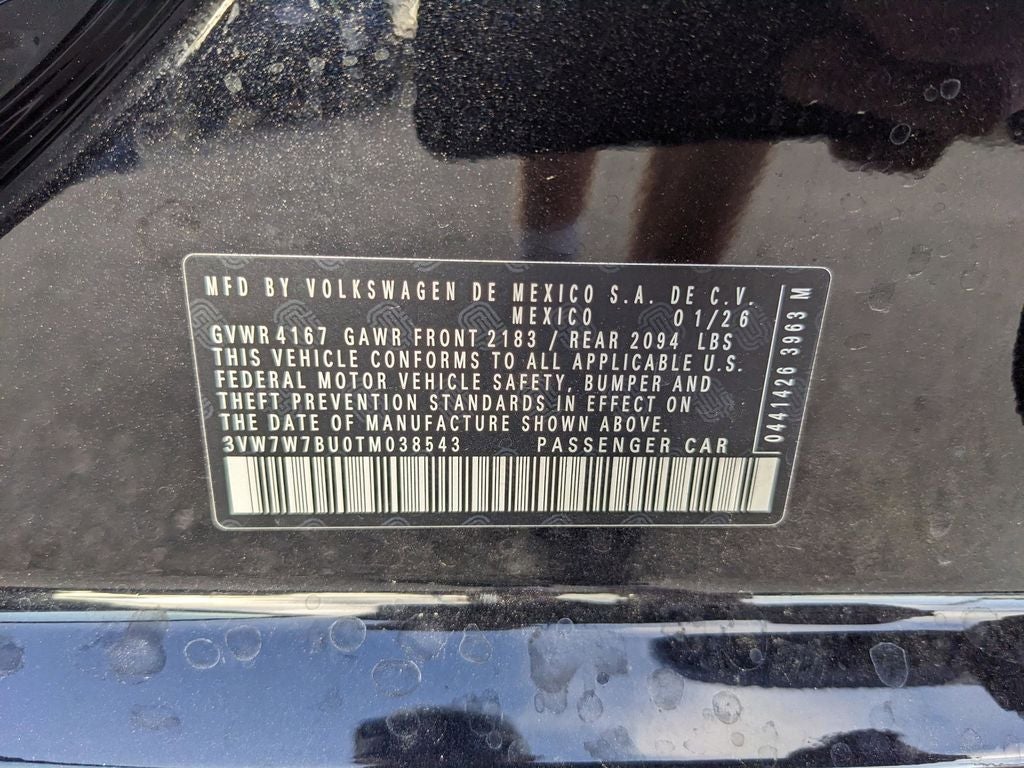 MFD BY VOLKSWAGEN DE MEXICO S.A. DE C.V.
MEXICO 01/26
GVWR 4167 GAWR FRONT 2183 / REAR 2094 LBS
THIS VEHICLE CONFORMS TO ALL APPLICABLE U.S.
FEDERAL MOTOR VEHICLE SAFETY, BUMPER AND
THEFT PREVENTION STANDARDS IN EFFECT ON
THE DATE OF MANUFACTURE SHOWN ABOVE.
3VW7W7BU0TM038543 PASSENGER CAR
0441426 3963 M